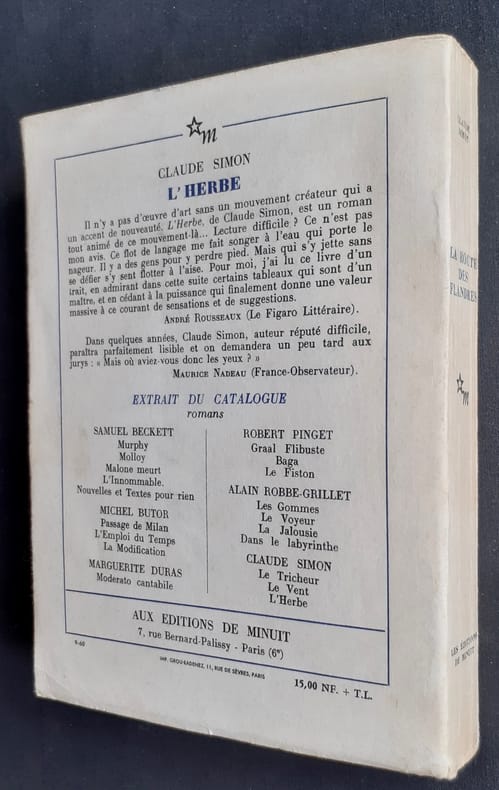 m
CLAUDE SIMON
L'HERBE
Il n'y a pas d'œuvre d'art sans un mouvement créateur qui a
un accent de nouveauté. L'Herbe, de Claude Simon, est un roman
tout animé de ce mouvement-là... Lecture difficile ? Ce n'est pas
mon avis. Ce flot de langage me fait songer à l'eau qui porte le
nageur. Il y a des gens pour y perdre pied. Mais qui s'y jette sans
se défier s'y sent flotter à l'aise. Pour moi, j'ai lu ce livre d'un
trait, en admirant dans cette suite certains tableaux qui sont d'un
maître, et en cédant à la puissance qui finalement donne une valeur
massive à ce courant de sensations et de suggestions.
ANDRÉ ROUSSEAUX (Le Figaro Littéraire).
Dans quelques années, Claude Simon, auteur réputé difficile,
paraîtra parfaitement lisible et on demandera un peu tard aux
jurys : « Mais où aviez-vous donc les yeux ? »
MAURICE NADEAU (France-Observateur).
EXTRAIT DU CATALOGUE
romans
SAMUEL BECKETT
Murphy
Molloy
Malone meurt
L'Innommable.
Nouvelles et Textes pour rien
MICHEL BUTOR
Passage de Milan
L'Emploi du Temps
La Modification
MARGUERITE DURAS
Moderato cantabile
ROBERT PINGET
Graal Flibuste
Baga
Le Fiston
ALAIN ROBBE-GRILLET
Les Gommes
Le Voyeur
La Jalousie
Dans le labyrinthe
CLAUDE SIMON
Le Tricheur
Le Vent
L'Herbe
AUX EDITIONS DE MINUIT
7, rue Bernard-Palissy - Paris (6e)
9-60
IMP. GROU-RADENEZ, 11, RUE DE SÈVRES, PARIS
15,00 NF. + T.L.
CLAUDE
SIMON
LA ROUTE
DES
FLANDRES
m
LES ÉDITIONS
DE MINUIT